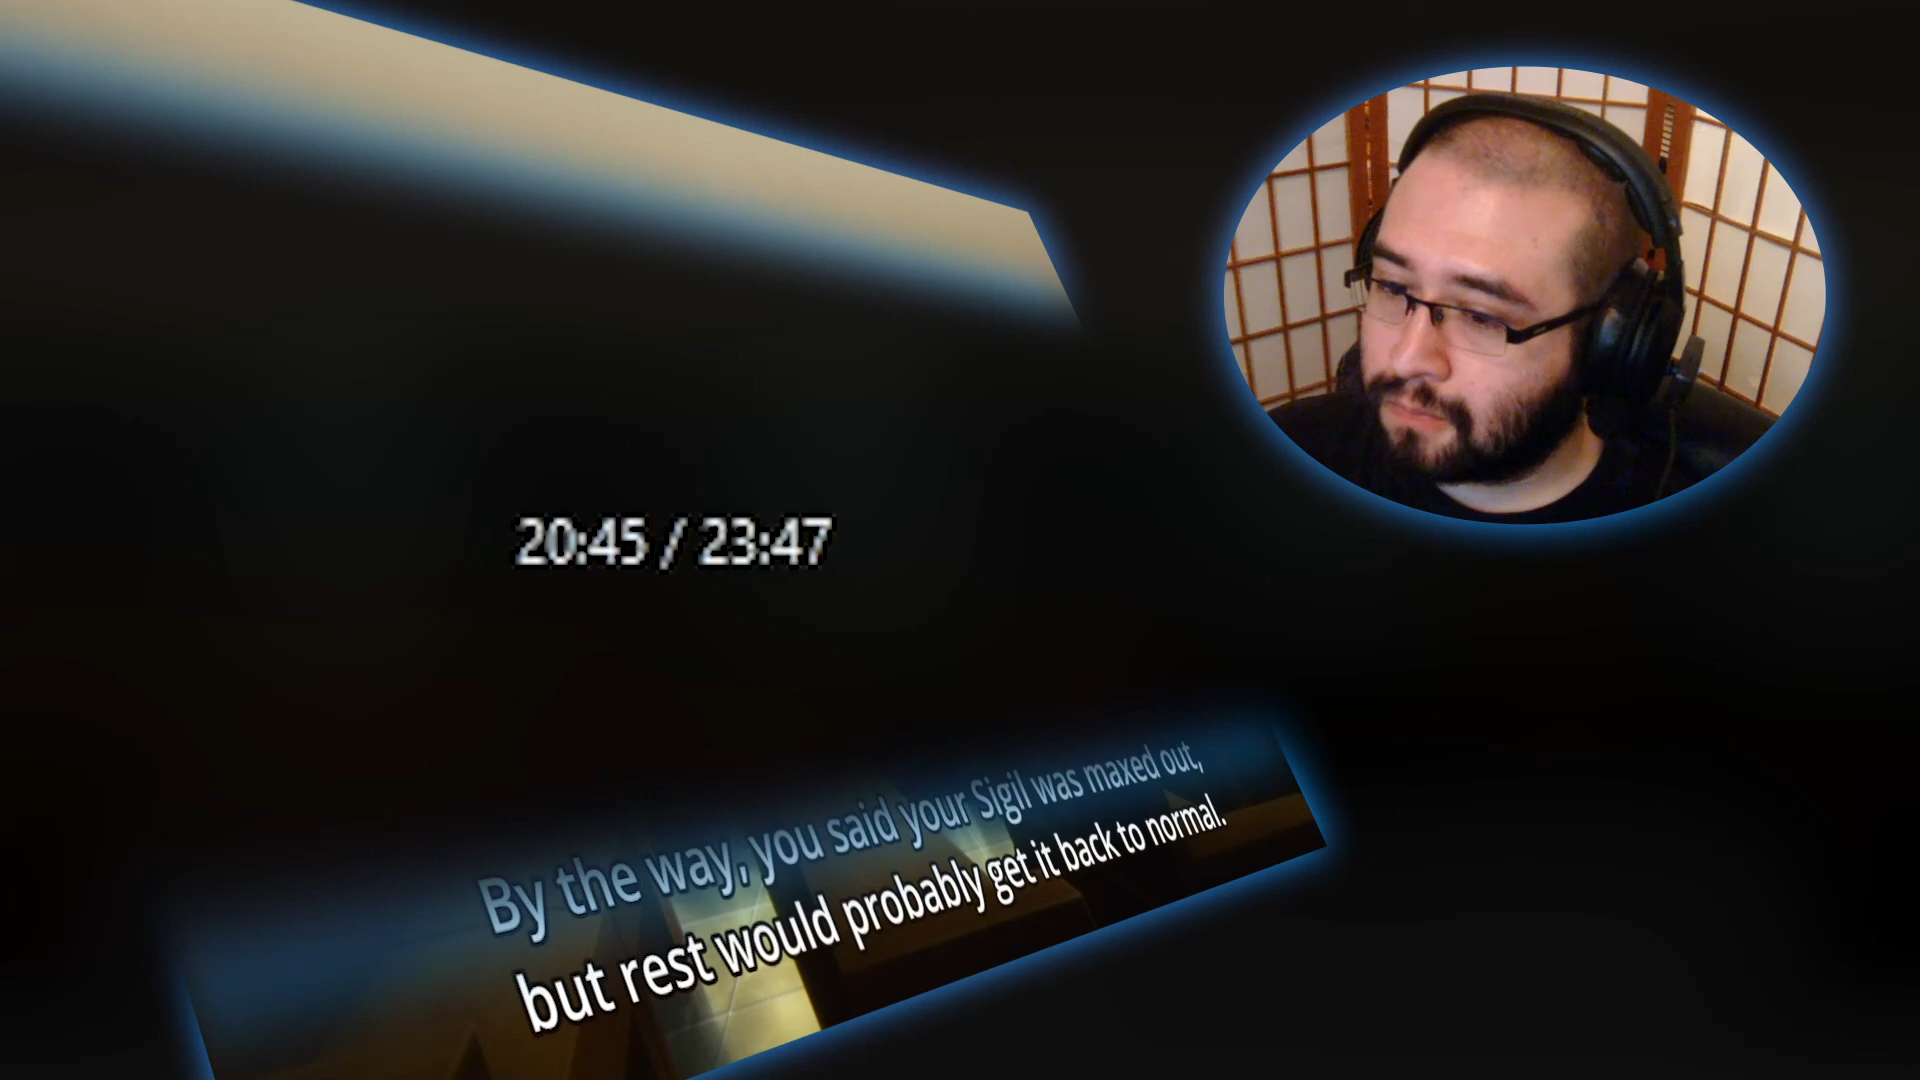 20:45 / 23:47
By the way, you said your Sigil was maxed out,
but rest would probably get it back to normal.